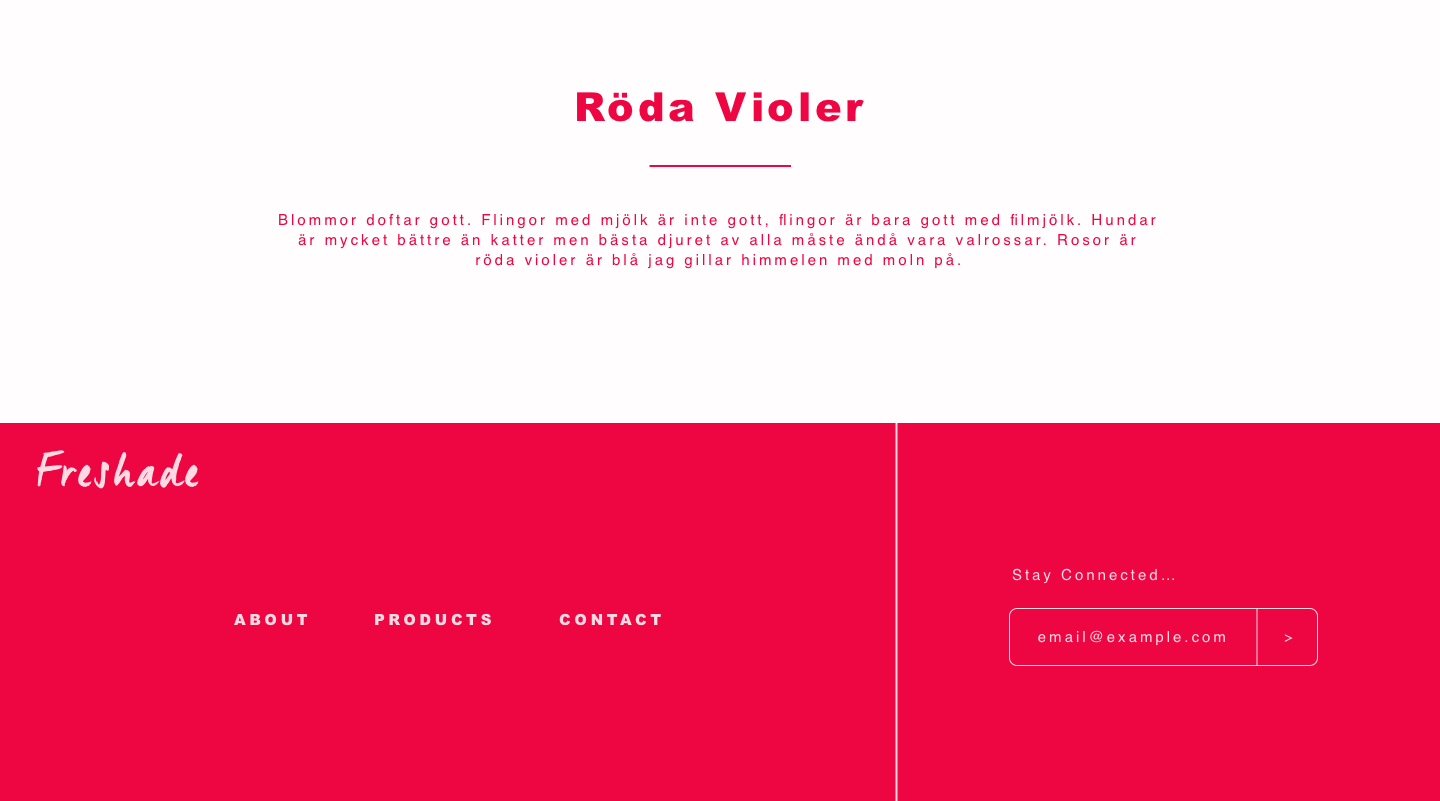 Röda Violer
Blommor doftar gott. Flingor med mjölk är inte gott, flingor är bara gott med filmjölk. Hundar
är mycket bättre än katter men bästa djuret av alla måste ändå vara valrossar. Rosor är
röda violer är blå jag gillar himmelen med moln på.
Freshade
ABOUT PRODUCTS CONTACT
Stay Connected...
email@example.com >